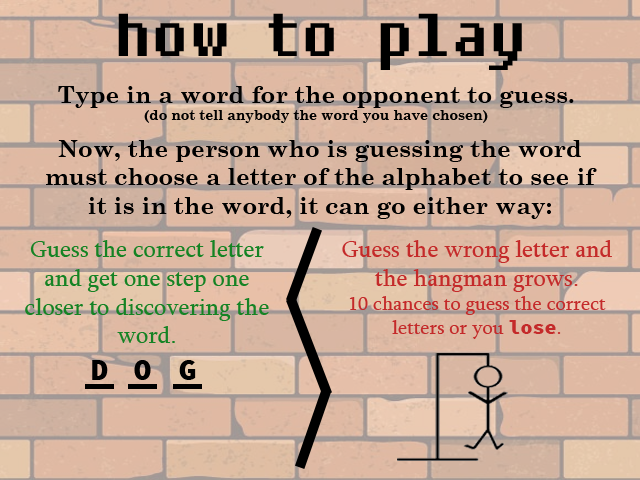 how to play
Type in a word for the opponent to guess.
(do not tell anybody the word you have chosen)
Now, the person who is guessing the word
must choose a letter of the alphabet to see if
it is in the word, it can go either way:
Guess the correct letter
and get one step one
closer to discovering the
word.
D O G
Guess the wrong letter and
the hangman grows.
10 chances to guess the correct
letters or you lose.